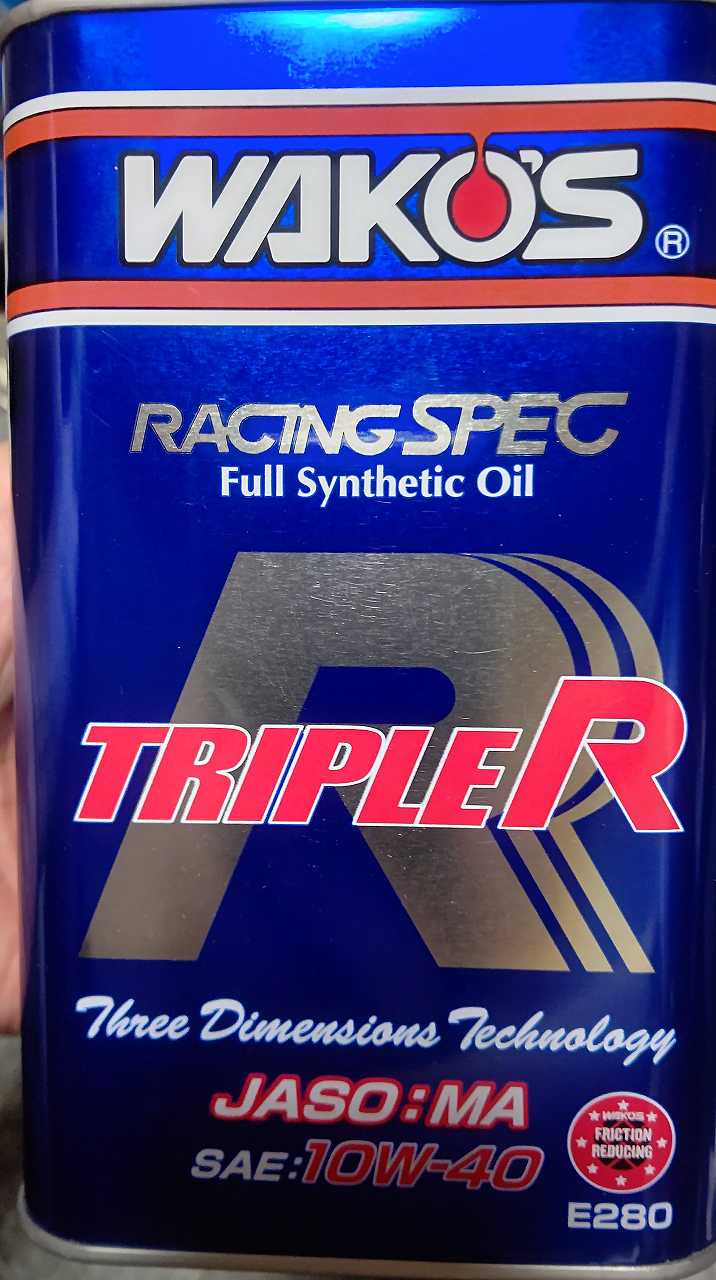 WAKO'S®
RACING SPEC
Full Synthetic Oil
R
TRIPLE R
Three Dimensions Technology
JASO:MA
SAE:10W-40
WAKO'S
FRICTION
REDUCING
E280